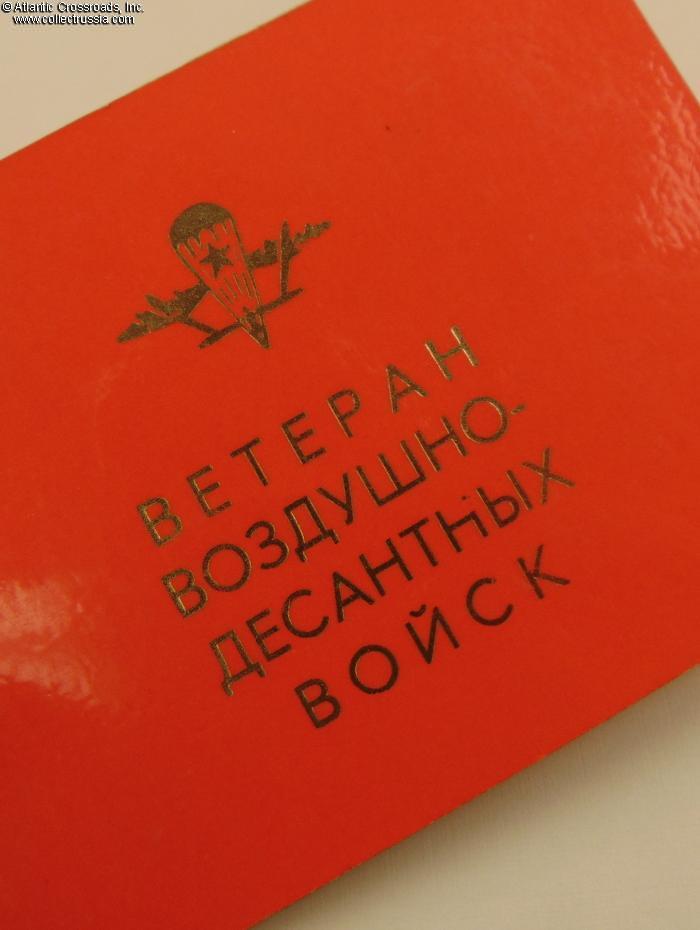 © Atlantic Crossroads, Inc.
www.collectrussia.com
ВЕТЕРАН
ВОЗДУШНО-
ДЕСАНТНЫХ
ВОЙСК